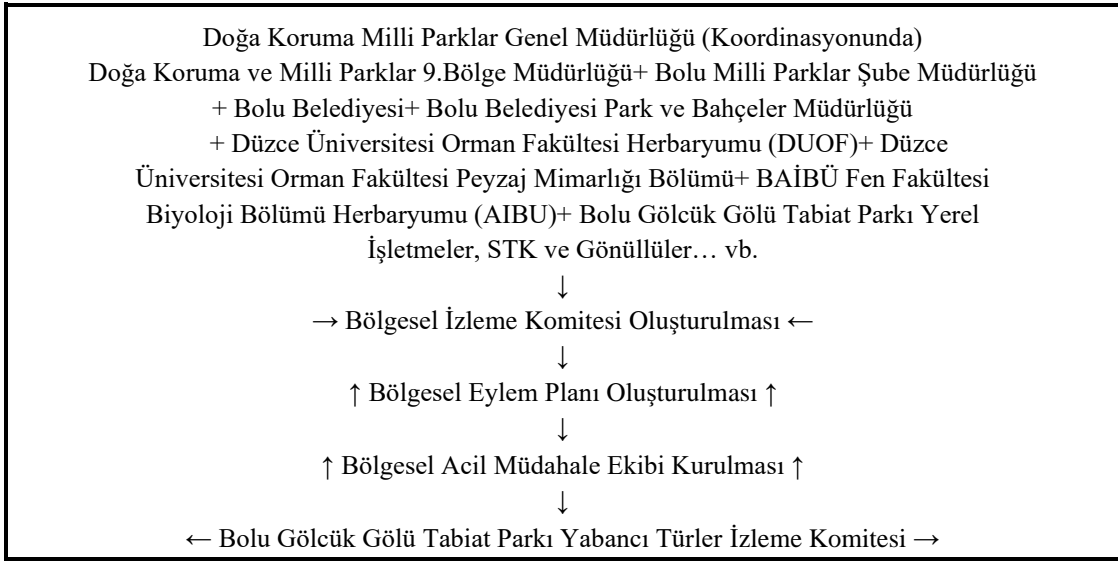 Doğa Koruma Milli Parklar Genel Müdürlüğü (Koordinasyonunda)
Doğa Koruma ve Milli Parklar 9.Bölge Müdürlüğü+ Bolu Milli Parklar Şube Müdürlüğü
+ Bolu Belediyesi+ Bolu Belediyesi Park ve Bahçeler Müdürlüğü
+ Düzce Üniversitesi Orman Fakültesi Herbaryumu (DUOF)+ Düzce
Üniversitesi Orman Fakültesi Peyzaj Mimarlığı Bölümü+ BAİBÜ Fen Fakültesi
Biyoloji Bölümü Herbaryumu (AIBU)+ Bolu Gölcük Gölü Tabiat Parkı Yerel
İşletmeler, STK ve Gönüllüler… vb.
↓
→ Bölgesel İzleme Komitesi Oluşturulması ←
↓
↑ Bölgesel Eylem Planı Oluşturulması ↑
↓
↑ Bölgesel Acil Müdahale Ekibi Kurulması ↑
↓
← Bolu Gölcük Gölü Tabiat Parkı Yabancı Türler İzleme Komitesi →